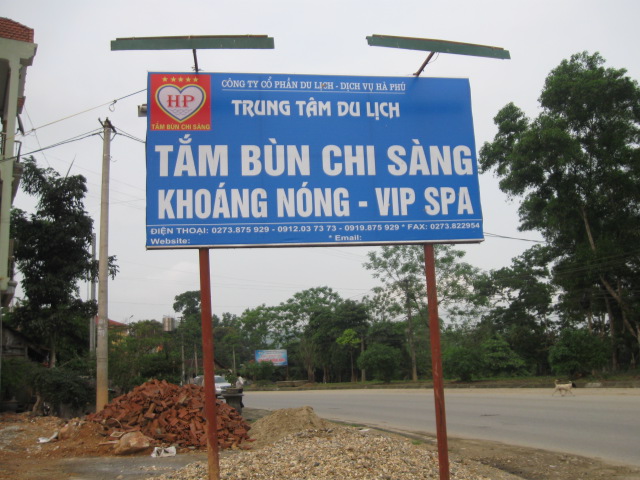 CÔNG TY CỔ PHẦN DU LỊCH - DỊCH VỤ HÀ PHÚ
HP
TẮM BÙN CHI SÀNG
TRUNG TÂM DU LỊCH
TẮM BÙN CHI SÀNG
KHOÁNG NÓNG - VIP SPA
ĐIỆN THOẠI: 0273.875 929 - 0912.03 73 73 - 0919.875 929 * FAX: 0273.822954
Website: * Email: